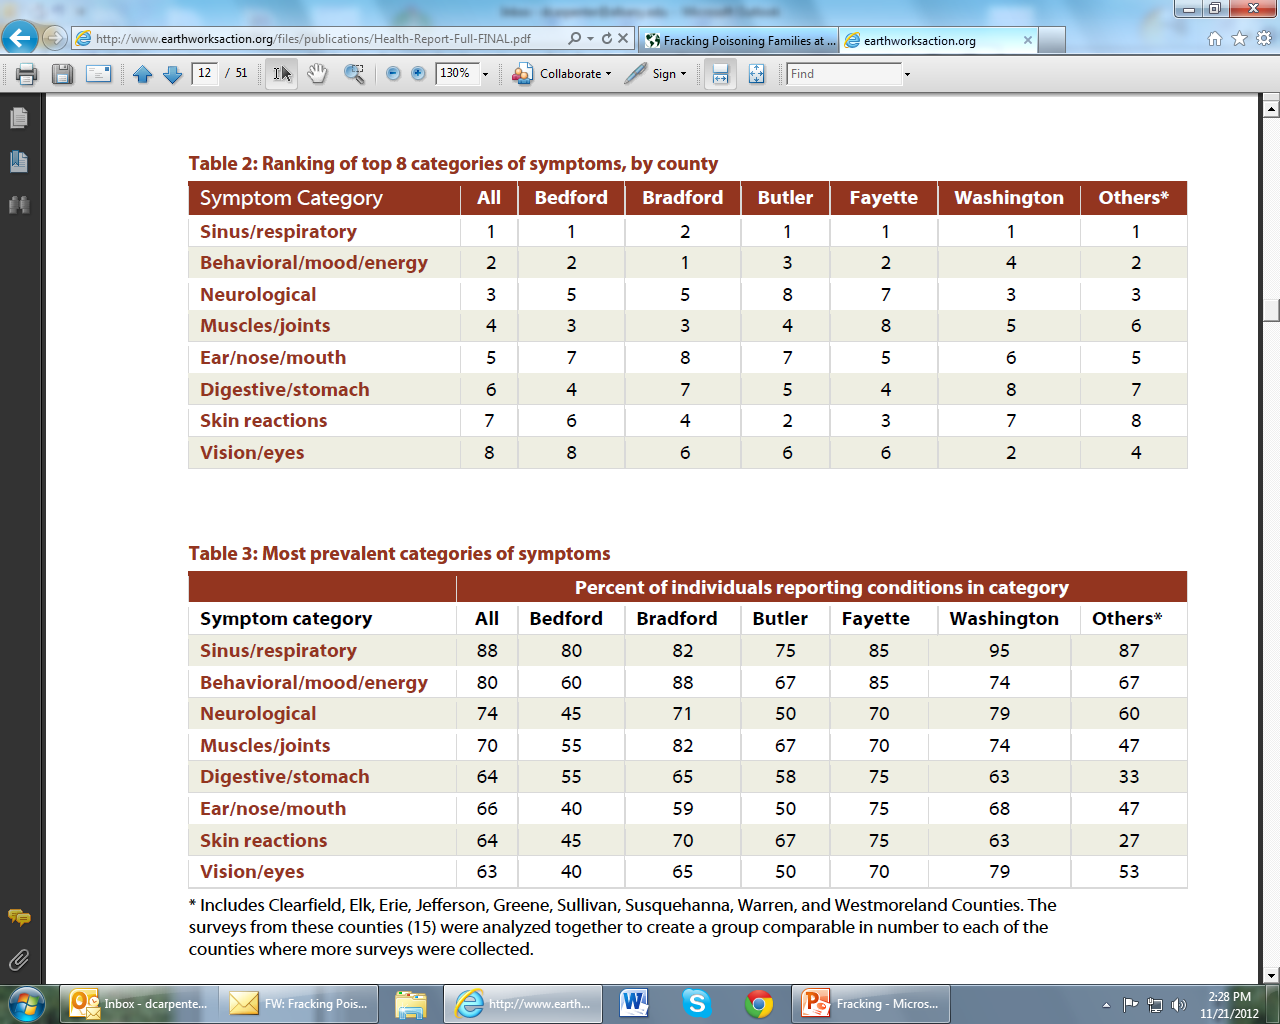 Inbox - dcarpenter@albany.edu - Microsoft Outlook
http://www.earthworksaction.org/files/publications/Health-Report-Full-FINAL.pdf
Fracking Poisoning Families at ...
earthworksaction.org
12 / 51
130%
Collaborate
Sign
Find
Table 2: Ranking of top 8 categories of symptoms, by county
Symptom Category All Bedford Bradford Butler Fayette Washington Others*
Sinus/respiratory 1 1 2 1 1 1 1
Behavioral/mood/energy 2 2 1 3 2 4 2
Neurological 3 5 5 8 7 3 3
Muscles/joints 4 3 3 4 8 5 6
Ear/nose/mouth 5 7 8 7 5 6 5
Digestive/stomach 6 4 7 5 4 8 7
Skin reactions 7 6 4 2 3 7 8
Vision/eyes 8 8 6 6 6 2 4
Table 3: Most prevalent categories of symptoms
Percent of individuals reporting conditions in category
Symptom category All Bedford Bradford Butler Fayette Washington Others*
Sinus/respiratory 88 80 82 75 85 95 87
Behavioral/mood/energy 80 60 88 67 85 74 67
Neurological 74 45 71 50 70 79 60
Muscles/joints 70 55 82 67 70 74 47
Digestive/stomach 64 55 65 58 75 63 33
Ear/nose/mouth 66 40 59 50 75 68 47
Skin reactions 64 45 70 67 75 63 27
Vision/eyes 63 40 65 50 70 79 53
* Includes Clearfield, Elk, Erie, Jefferson, Greene, Sullivan, Susquehanna, Warren, and Westmoreland Counties. The
surveys from these counties (15) were analyzed together to create a group comparable in number to each of the
counties where more surveys were collected.
Inbox - dcarpente...
FW: Fracking Pois...
http://www.earth...
Fracking - Micros...
2:28 PM
11/21/2012